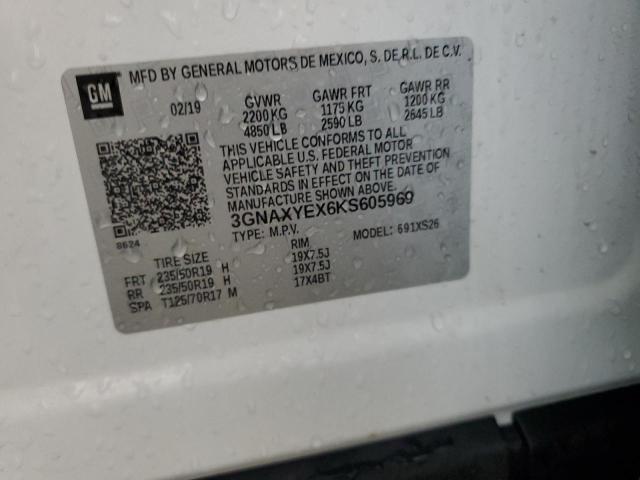 GM
MFD BY GENERAL MOTORS DE MEXICO, S. DE R.L. DE C.V.
02/19 GVWR GAWR FRT GAWR RR
2200 KG 1175 KG 1200 KG
4850 LB 2590 LB 2645 LB
THIS VEHICLE CONFORMS TO ALL
APPLICABLE U.S. FEDERAL MOTOR
VEHICLE SAFETY AND THEFT PREVENTION
STANDARDS IN EFFECT ON THE DATE OF
MANUFACTURE SHOWN ABOVE.
3GNAXYEX6KS605969
8624
TYPE: M.P.V. MODEL: 691XS26
TIRE SIZE RIM
FRT 235/50R19 H 19X7.5J
RR 235/50R19 H 19X7.5J
SPA T125/70R17 M 17X4BT